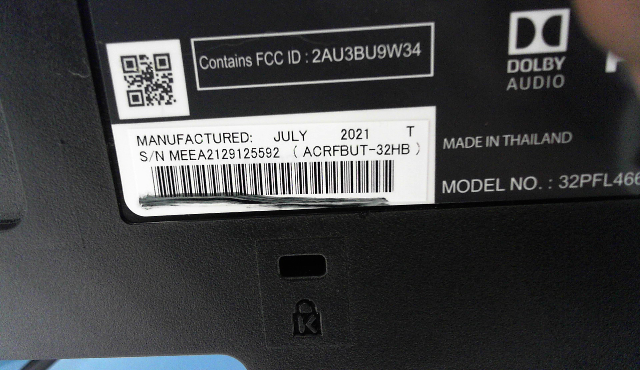 Contains FCC ID : 2AU3BU9W34
DOLBY
AUDIO
MANUFACTURED: JULY 2021 T
S/N MEEA2129125592 ( ACRFBUT-32HB )
MADE IN THAILAND
MODEL NO. : 32PFL466
K